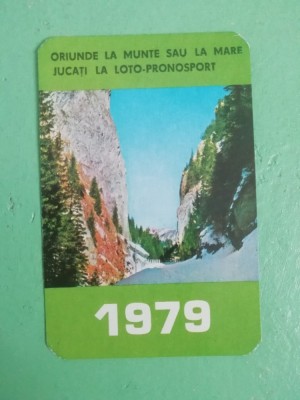 ORIUNDE LA MUNTE SAU LA MARE
JUCAȚI LA LOTO-PRONOSPORT
1979